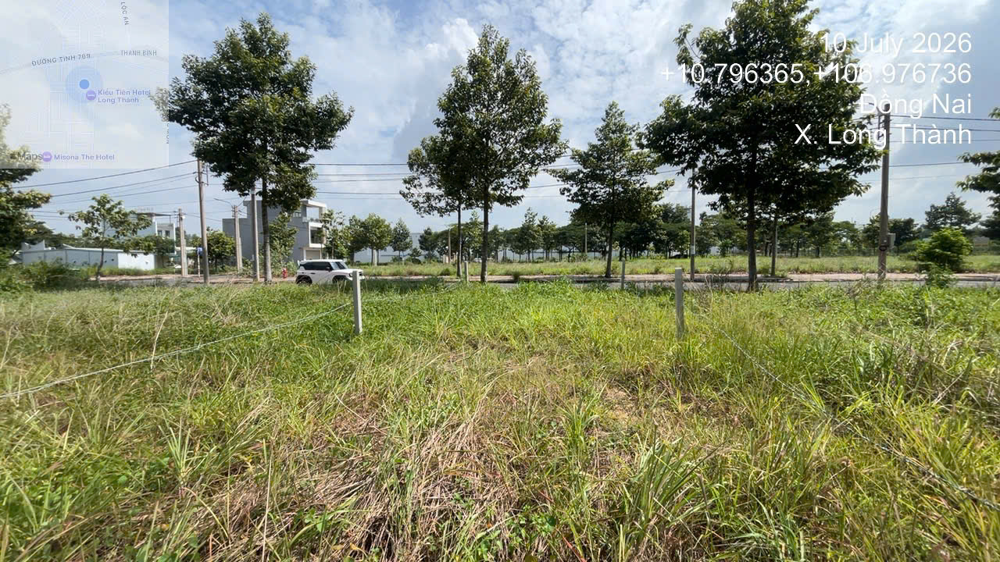 LỘC AN
ĐƯỜNG TỈNH 769
THÀNH BÌNH
Kiều Tiên Hotel
Long Thành
Maps
Misona The Hotel
10 July 2026
+10.796365,+106.976736
Đồng Nai
X. Long Thành